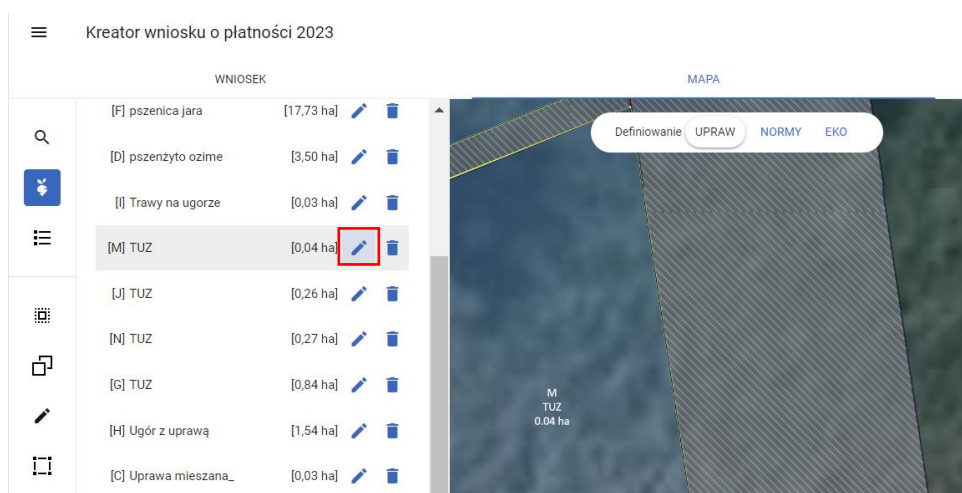 Kreator wniosku o płatności 2023
WNIOSEK
MAPA
[F] pszenica jara [17,73 ha]
[D] pszenżyto ozime [3,50 ha]
[I] Trawy na ugorze [0,03 ha]
[M] TUZ [0,04 ha]
[J] TUZ [0,26 ha]
[N] TUZ [0,27 ha]
[G] TUZ [0,84 ha]
[H] Ugór z uprawą [1,54 ha]
[C] Uprawa mieszana_ [0,03 ha]
Definiowanie UPRAW NORMY EKO
M
TUZ
0.04 ha